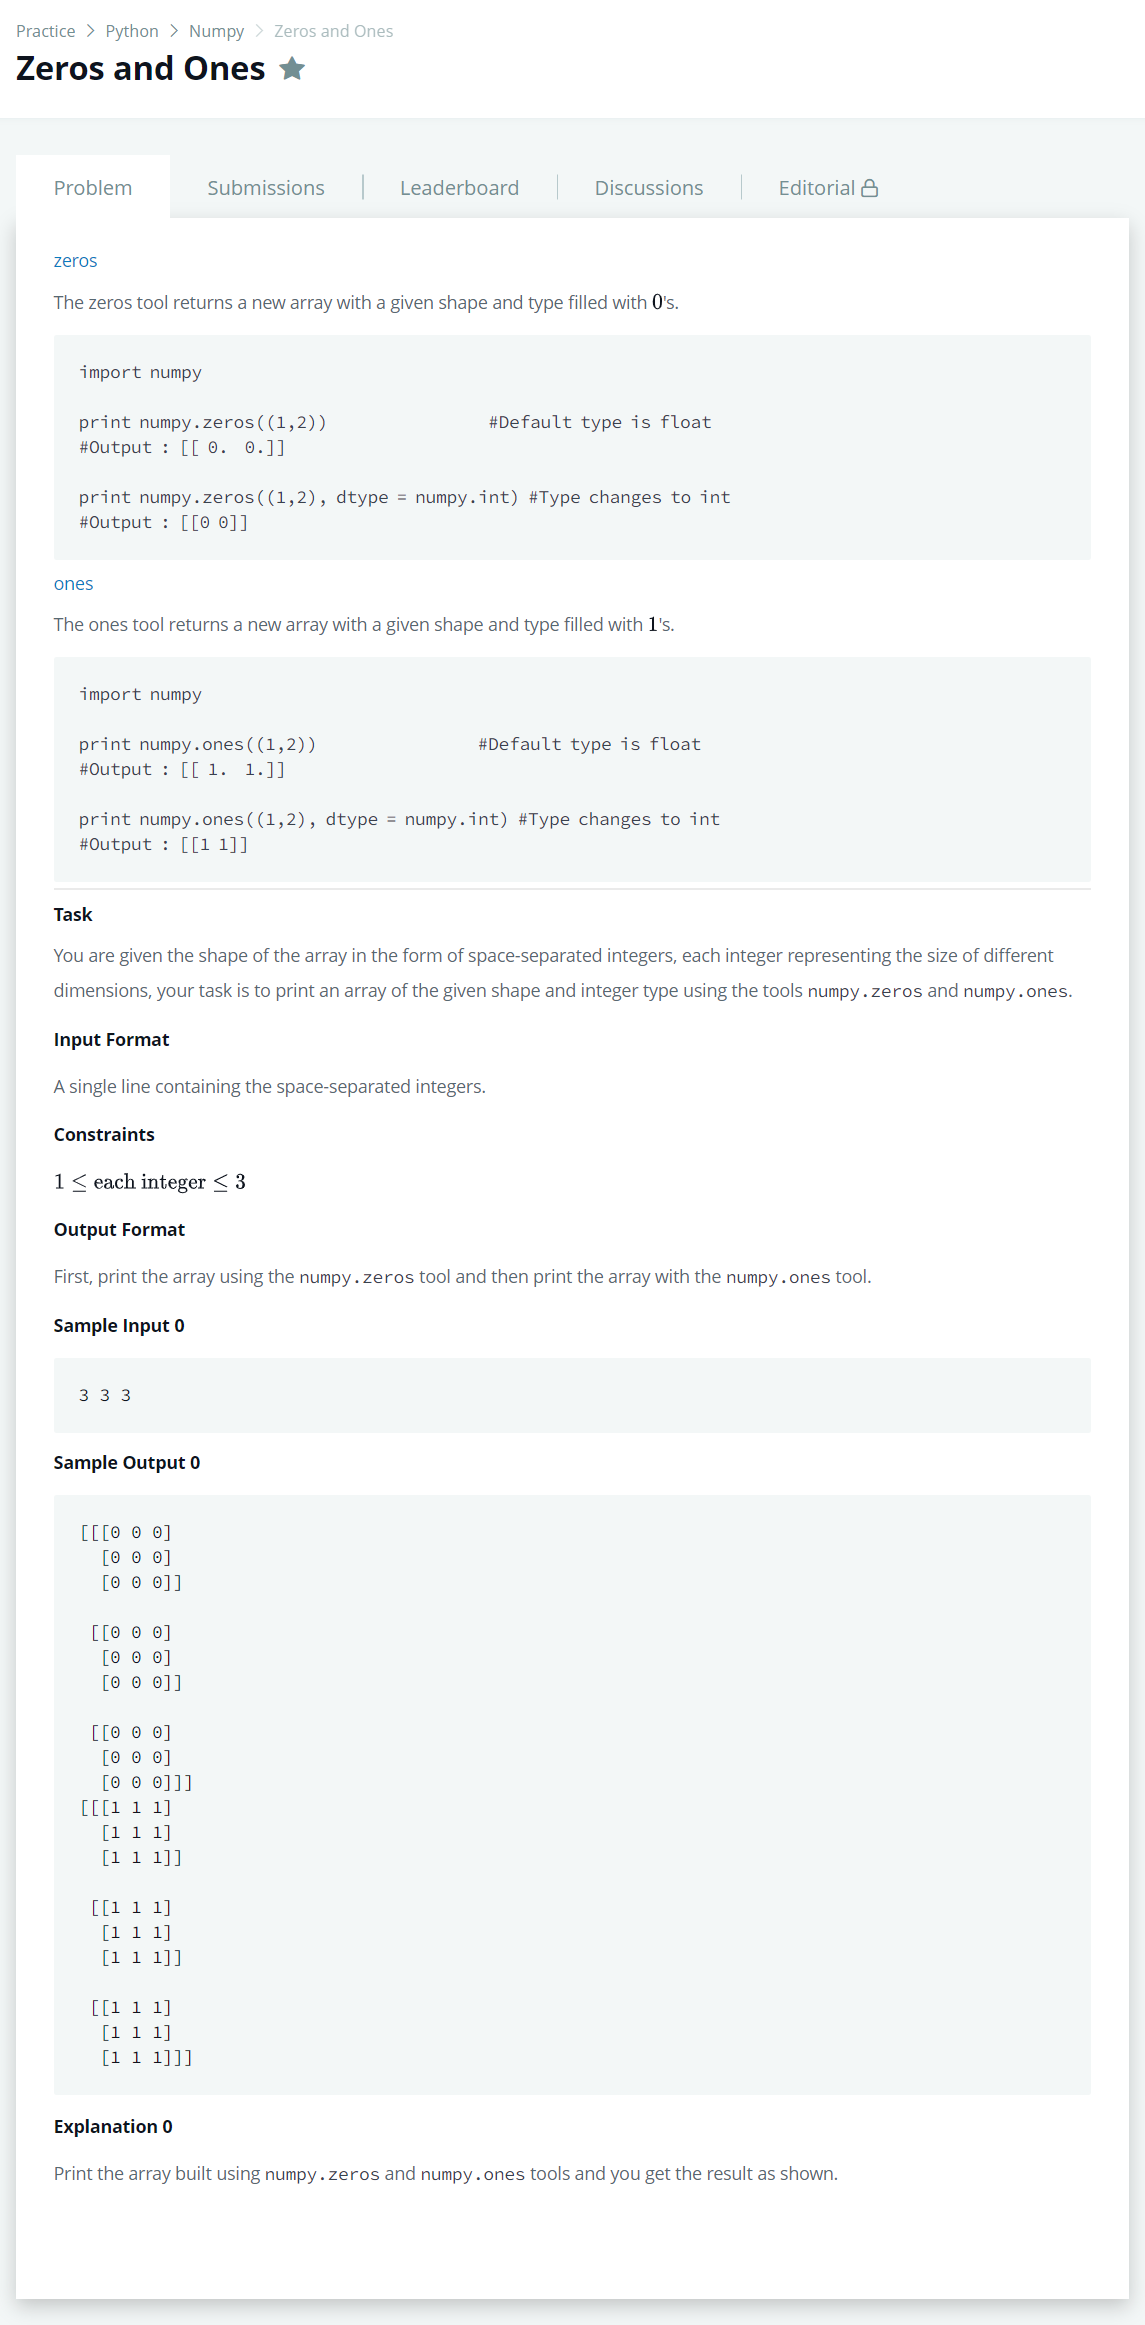 Practice > Python > Numpy > Zeros and Ones
Zeros and Ones
Problem
Submissions
Leaderboard
Discussions
Editorial
zeros
The zeros tool returns a new array with a given shape and type filled with 0's.
import numpy
print numpy.zeros((1,2))                #Default type is float
#Output : [[ 0.  0.]]
print numpy.zeros((1,2), dtype = numpy.int) #Type changes to int
#Output : [[0 0]]
ones
The ones tool returns a new array with a given shape and type filled with 1's.
import numpy
print numpy.ones((1,2))                #Default type is float
#Output : [[ 1.  1.]]
print numpy.ones((1,2), dtype = numpy.int) #Type changes to int
#Output : [[1 1]]
Task
You are given the shape of the array in the form of space-separated integers, each integer representing the size of different
dimensions, your task is to print an array of the given shape and integer type using the tools numpy.zeros and numpy.ones.
Input Format
A single line containing the space-separated integers.
Constraints
1 ≤ each integer ≤ 3
Output Format
First, print the array using the numpy.zeros tool and then print the array with the numpy.ones tool.
Sample Input 0
3 3 3
Sample Output 0
[[[0 0 0]
  [0 0 0]
  [0 0 0]]
 [[0 0 0]
  [0 0 0]
  [0 0 0]]
 [[0 0 0]
  [0 0 0]
  [0 0 0]]]
[[[1 1 1]
  [1 1 1]
  [1 1 1]]
 [[1 1 1]
  [1 1 1]
  [1 1 1]]
 [[1 1 1]
  [1 1 1]
  [1 1 1]]]
Explanation 0
Print the array built using numpy.zeros and numpy.ones tools and you get the result as shown.